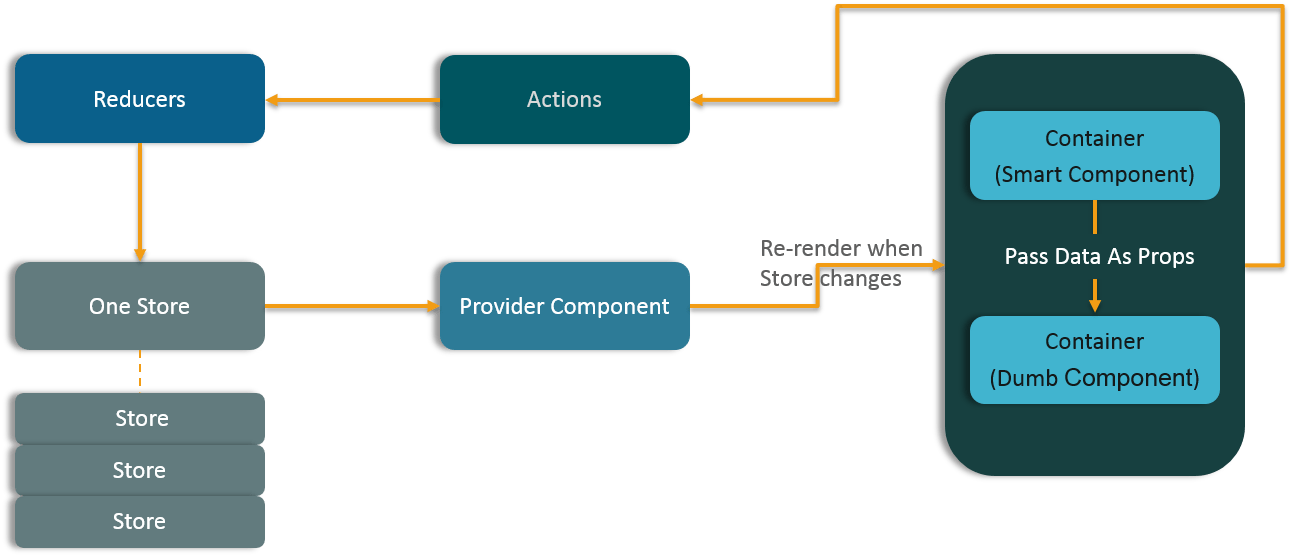 Reducers
Actions
Container
(Smart Component)
Pass Data As Props
Container
(Dumb Component)
Re-render when
Store changes
One Store
Provider Component
Store
Store
Store